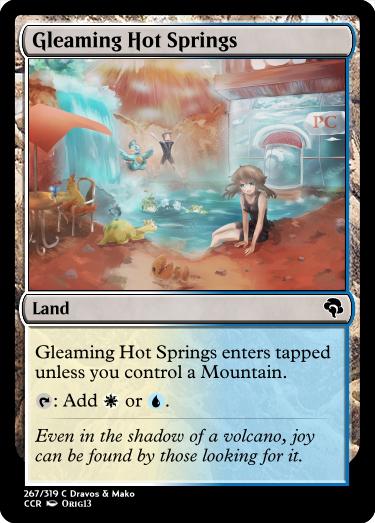 Gleaming Hot Springs
PC
Land
Gleaming Hot Springs enters tapped
unless you control a Mountain.
: Add or .
Even in the shadow of a volcano, joy
can be found by those looking for it.
267/319 C Dravos & Mako
CCR Orig13